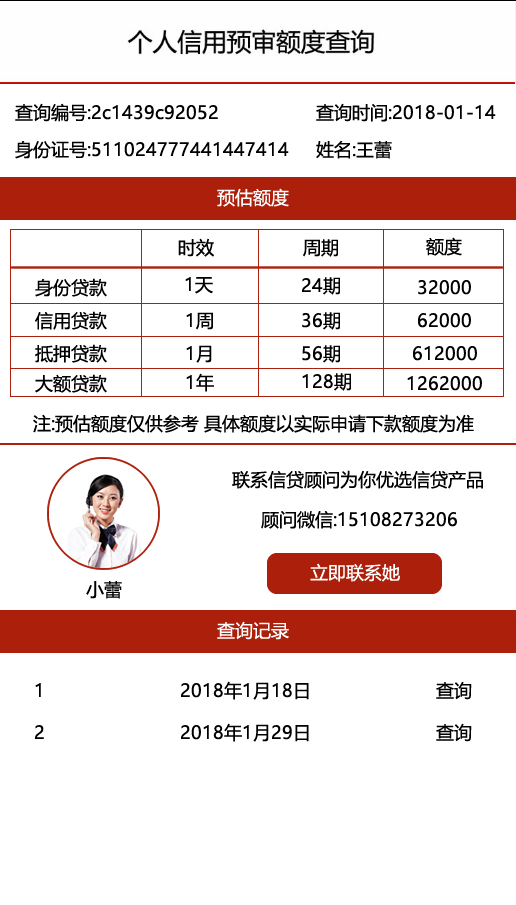 个人信用预审额度查询
查询编号:2c1439c92052 查询时间:2018-01-14
身份证号:511024777441447414 姓名:王蕾
预估额度
时效 周期 额度
身份贷款 1天 24期 32000
信用贷款 1周 36期 62000
抵押贷款 1月 56期 612000
大额贷款 1年 128期 1262000
注:预估额度仅供参考 具体额度以实际申请下款额度为准
联系信贷顾问为你优选信贷产品
顾问微信:15108273206
立即联系她
小蕾
查询记录
1 2018年1月18日 查询
2 2018年1月29日 查询